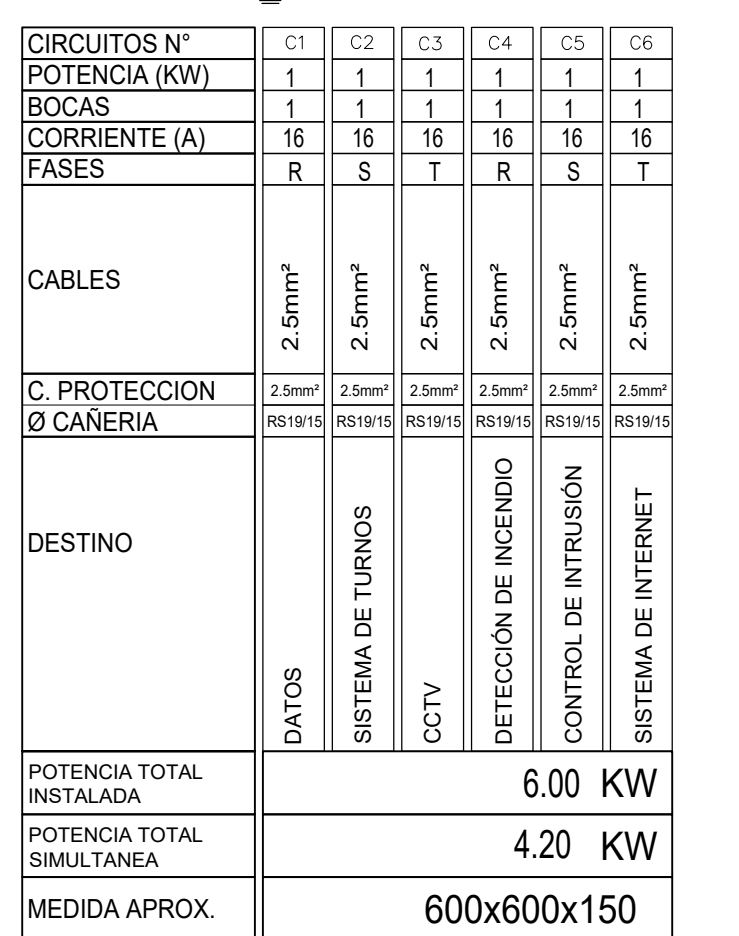 CIRCUITOS N° C1 C2 C3 C4 C5 C6
POTENCIA (KW) 1 1 1 1 1 1
BOCAS 1 1 1 1 1 1
CORRIENTE (A) 16 16 16 16 16 16
FASES R S T R S T
CABLES 2.5mm² 2.5mm² 2.5mm² 2.5mm² 2.5mm² 2.5mm²
C. PROTECCION 2.5mm² 2.5mm² 2.5mm² 2.5mm² 2.5mm² 2.5mm²
Ø CAÑERIA RS19/15 RS19/15 RS19/15 RS19/15 RS19/15 RS19/15
DESTINO DATOS SISTEMA DE TURNOS CCTV DETECCIÓN DE INCENDIO CONTROL DE INTRUSIÓN SISTEMA DE INTERNET
POTENCIA TOTAL
INSTALADA 6.00 KW
POTENCIA TOTAL
SIMULTANEA 4.20 KW
MEDIDA APROX. 600x600x150